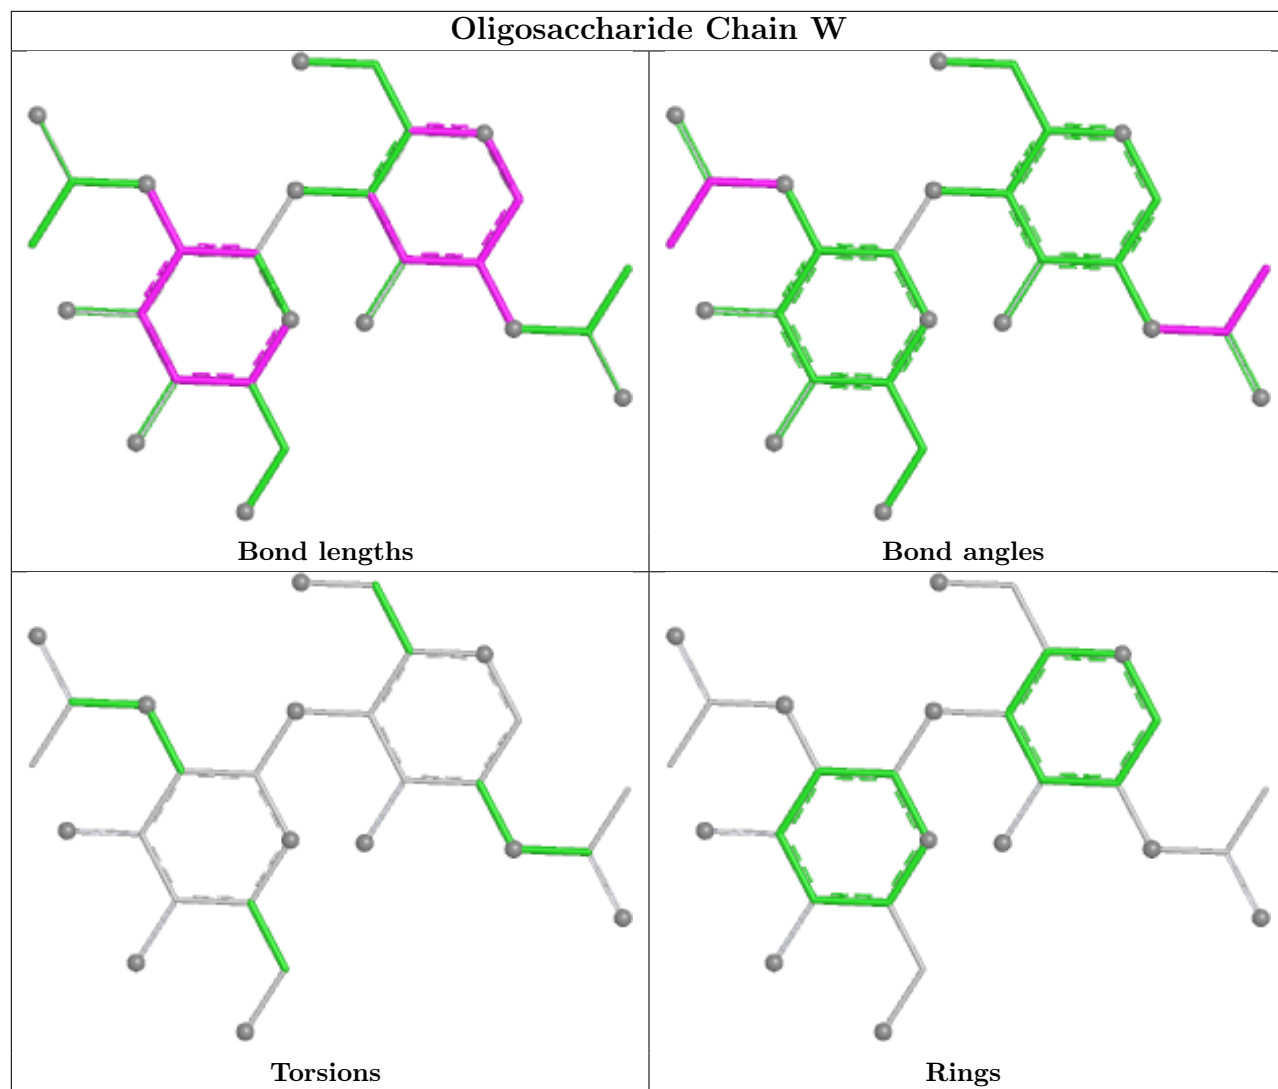 Oligosaccharide Chain W
Bond lengths
Bond angles
Torsions
Rings